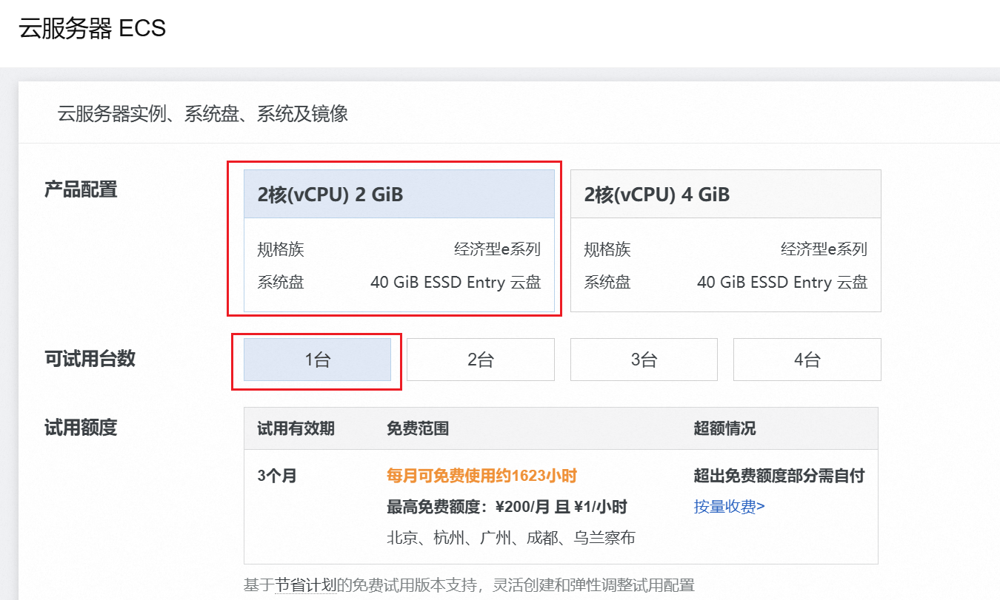 云服务器 ECS
云服务器实例、系统盘、系统及镜像
产品配置
2核(vCPU) 2 GiB
规格族 经济型e系列
系统盘 40 GiB ESSD Entry 云盘
2核(vCPU) 4 GiB
规格族 经济型e系列
系统盘 40 GiB ESSD Entry 云盘
可试用台数 1台 2台 3台 4台
试用额度
试用有效期 免费范围 超额情况
3个月 每月可免费使用约1623小时 超出免费额度部分需自付
最高免费额度：¥200/月 且 ¥1/小时 按量收费>
北京、杭州、广州、成都、乌兰察布
基于节省计划的免费试用版本支持，灵活创建和弹性调整试用配置